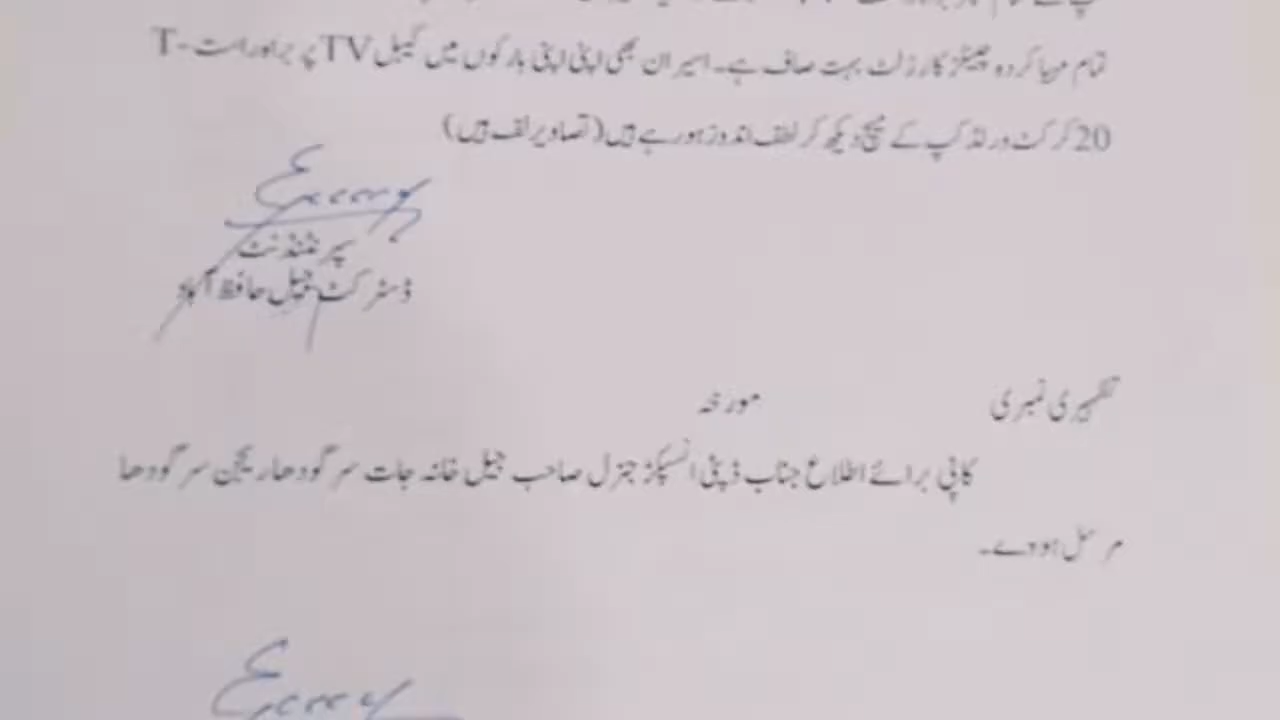 تمام مہیا کردہ چینلز کا رزلٹ بہت صاف ہے۔ اسیران بھی اپنی اپنی بارکوں میں کیبل TV پر براہ راست T-
20 کرکٹ ورلڈ کپ کے میچ دیکھ کر لطف اندوز ہو رہے ہیں (تصاویر لف ہیں)
سپرنٹنڈنٹ
ڈسٹرکٹ جیل حافظ آباد
نمبری مورخہ
کاپی برائے اطلاع جناب ڈپٹی انسپکٹر جنرل صاحب جیل خانہ جات سرگودھا ریجن سرگودھا
مرسل ہووے۔